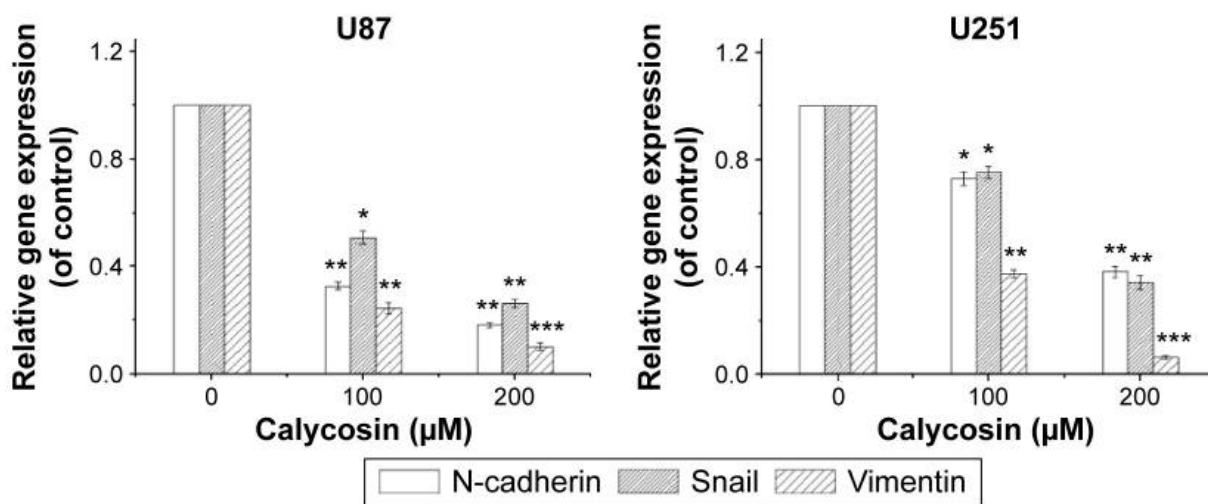 U87
Relative gene expression
(of control)
1.2
0.8
0.4
0.0
*
**
**
**
**
***
0
100
200
Calycosin (µM)
U251
Relative gene expression
(of control)
1.2
0.8
0.4
0.0
*
*
**
**
**
***
0
100
200
Calycosin (µM)
N-cadherin
Snail
Vimentin